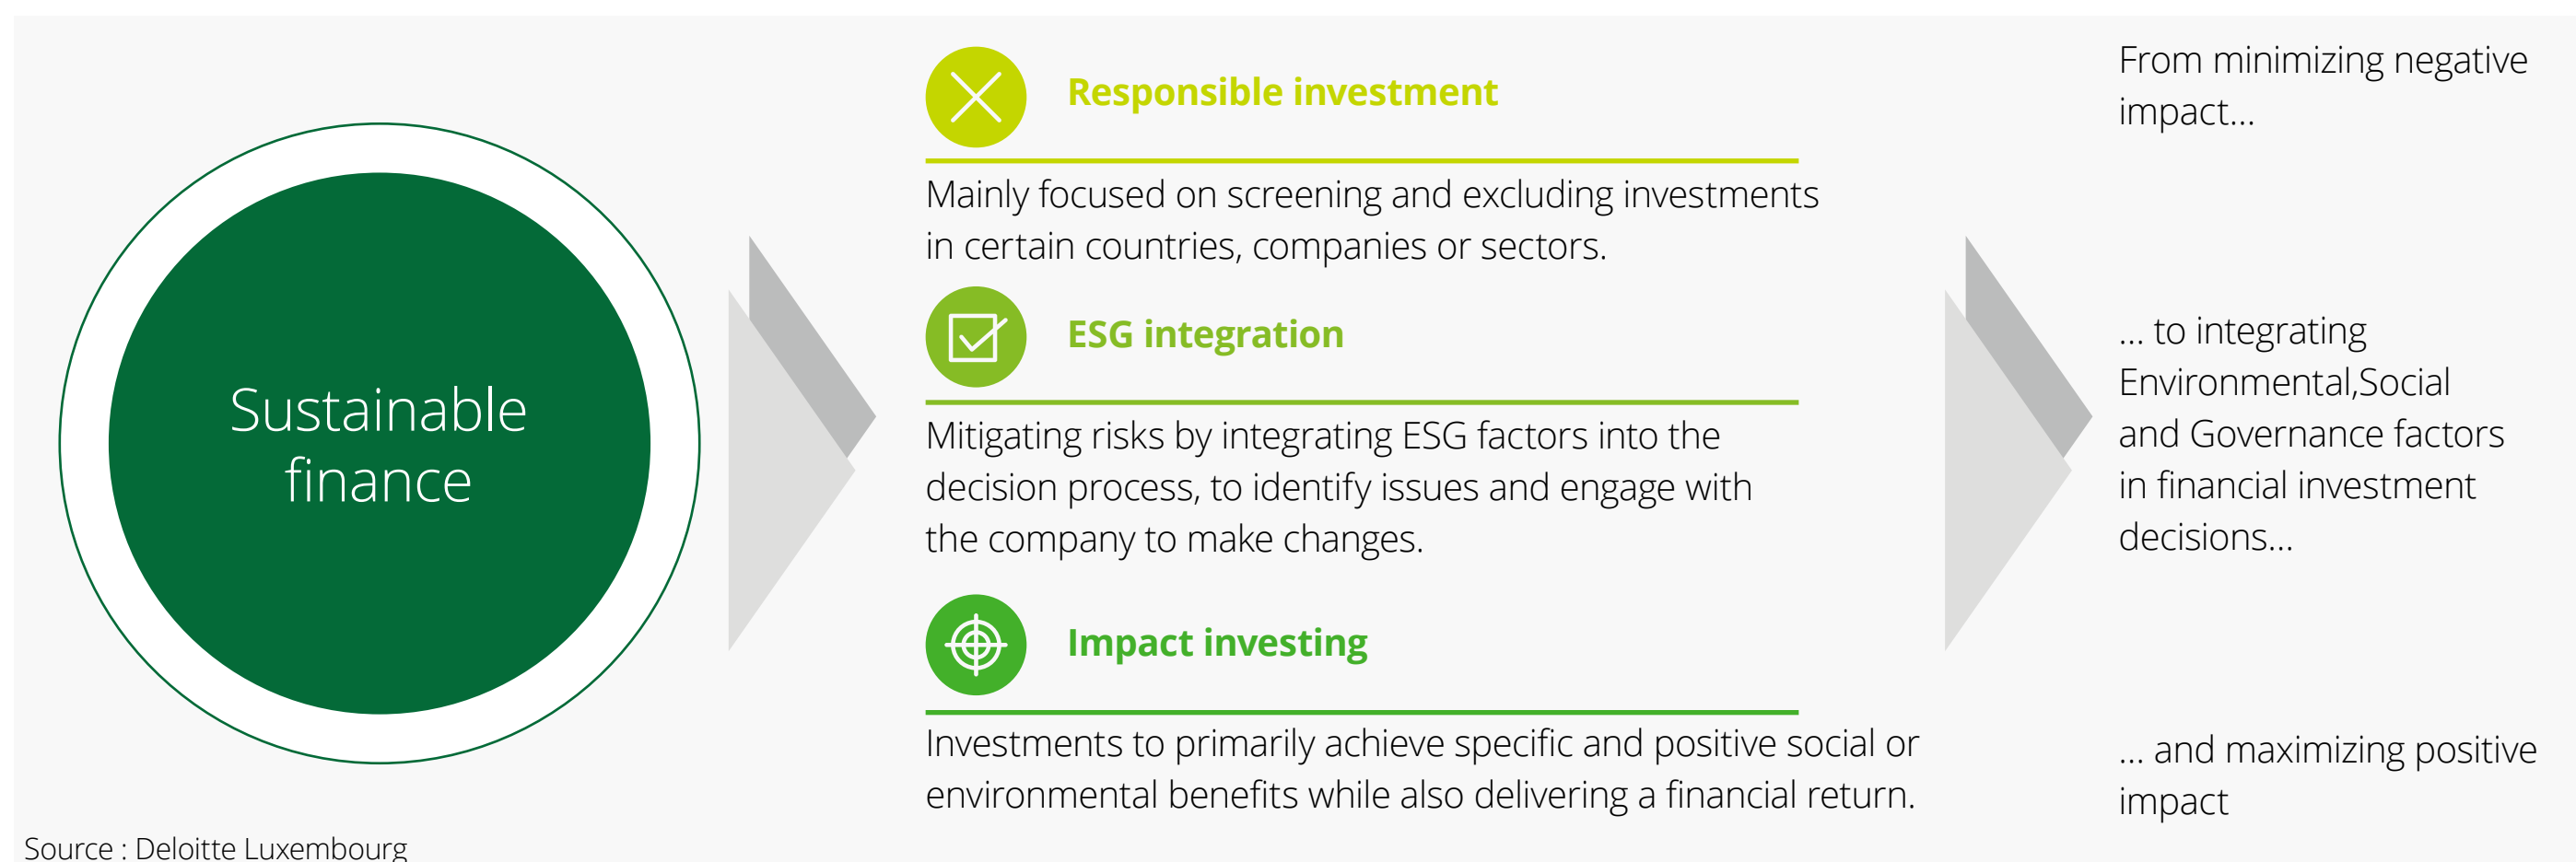 Sustainable
finance
Responsible investment
Mainly focused on screening and excluding investments
in certain countries, companies or sectors.
ESG integration
Mitigating risks by integrating ESG factors into the
decision process, to identify issues and engage with
the company to make changes.
Impact investing
Investments to primarily achieve specific and positive social or
environmental benefits while also delivering a financial return.
From minimizing negative
impact...
... to integrating
Environmental,Social
and Governance factors
in financial investment
decisions...
... and maximizing positive
impact
Source : Deloitte Luxembourg